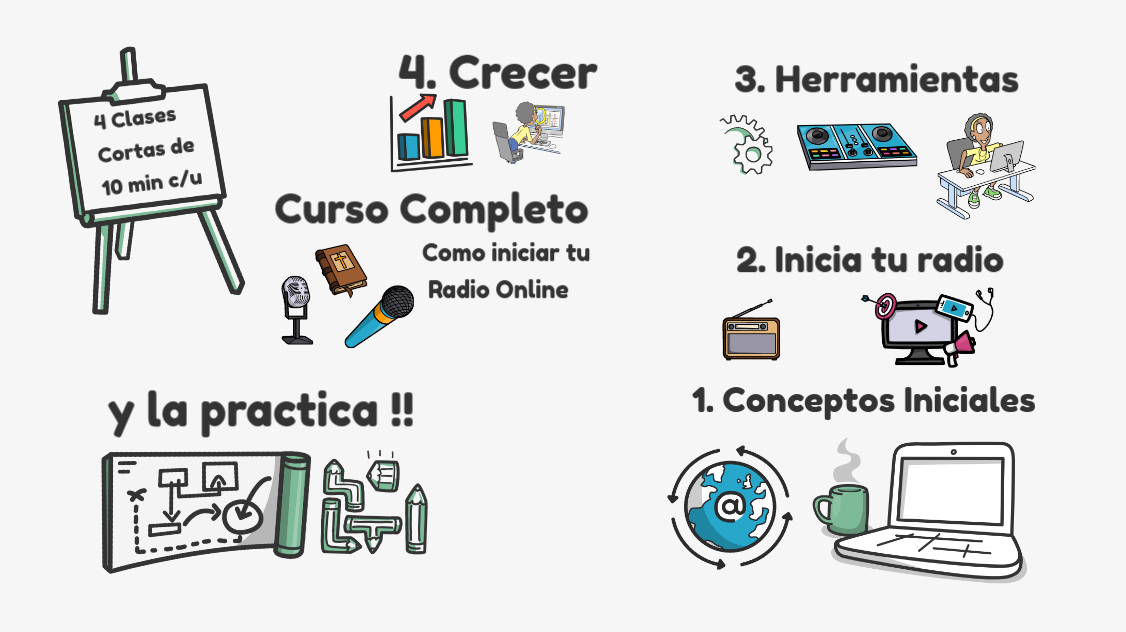 4 Clases
Cortas de
10 min c/u
4. Crecer
3. Herramientas
Curso Completo
Como iniciar tu
Radio Online
2. Inicia tu radio
y la practica !!
1. Conceptos Iniciales
@